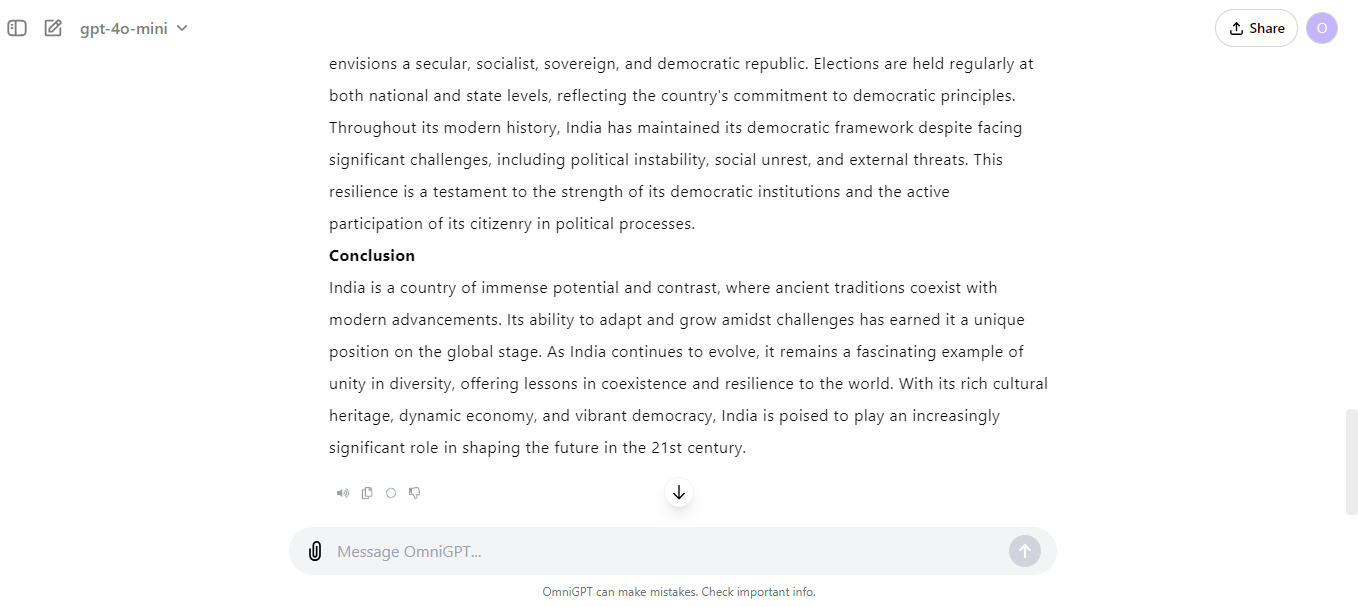 gpt-4o-mini
Share
O
envisions a secular, socialist, sovereign, and democratic republic. Elections are held regularly at
both national and state levels, reflecting the country's commitment to democratic principles.
Throughout its modern history, India has maintained its democratic framework despite facing
significant challenges, including political instability, social unrest, and external threats. This
resilience is a testament to the strength of its democratic institutions and the active
participation of its citizenry in political processes.
Conclusion
India is a country of immense potential and contrast, where ancient traditions coexist with
modern advancements. Its ability to adapt and grow amidst challenges has earned it a unique
position on the global stage. As India continues to evolve, it remains a fascinating example of
unity in diversity, offering lessons in coexistence and resilience to the world. With its rich cultural
heritage, dynamic economy, and vibrant democracy, India is poised to play an increasingly
significant role in shaping the future in the 21st century.
Message OmniGPT...
OmniGPT can make mistakes. Check important info.